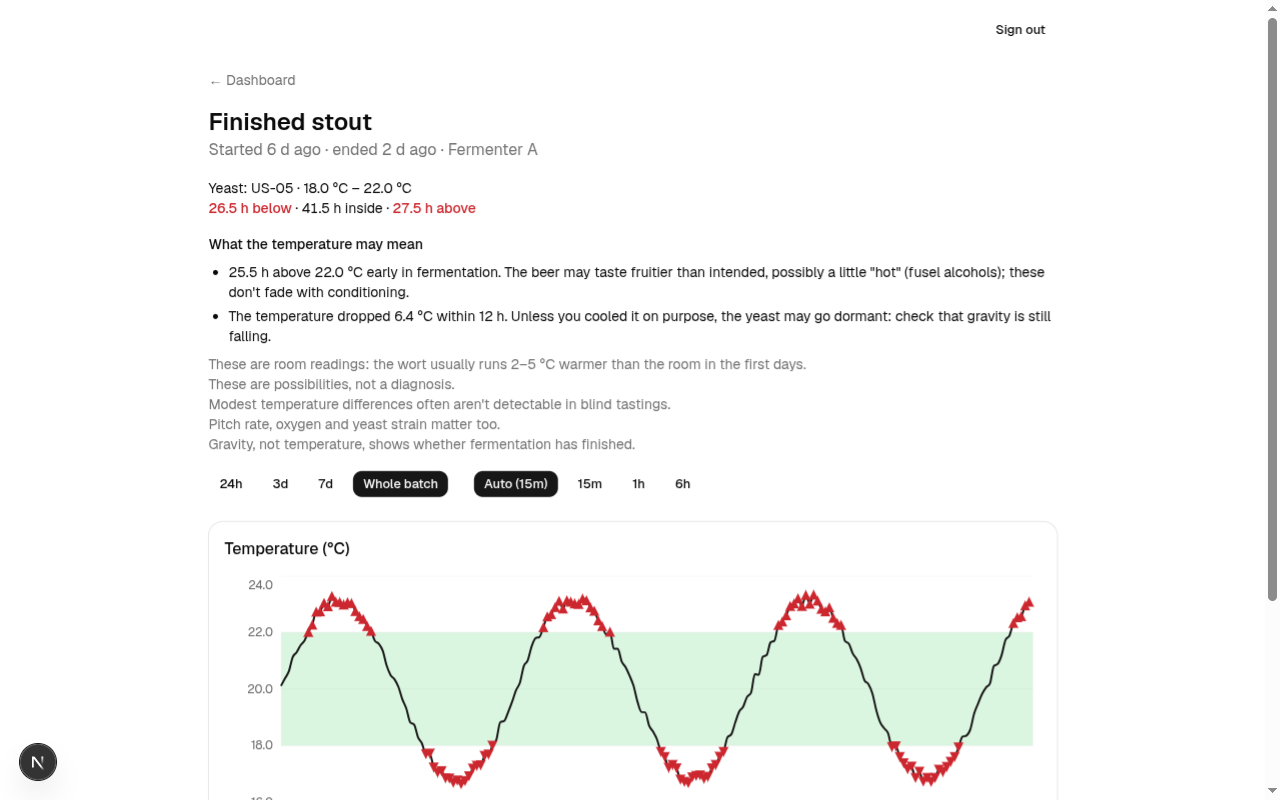 Sign out
← Dashboard
Finished stout
Started 6 d ago · ended 2 d ago · Fermenter A
Yeast: US-05 · 18.0 °C – 22.0 °C
26.5 h below · 41.5 h inside · 27.5 h above
What the temperature may mean
• 25.5 h above 22.0 °C early in fermentation. The beer may taste fruitier than intended, possibly a little "hot" (fusel alcohols); these
don't fade with conditioning.
• The temperature dropped 6.4 °C within 12 h. Unless you cooled it on purpose, the yeast may go dormant: check that gravity is still
falling.
These are room readings: the wort usually runs 2–5 °C warmer than the room in the first days.
These are possibilities, not a diagnosis.
Modest temperature differences often aren't detectable in blind tastings.
Pitch rate, oxygen and yeast strain matter too.
Gravity, not temperature, shows whether fermentation has finished.
24h 3d 7d Whole batch Auto (15m) 15m 1h 6h
Temperature (°C)
24.0
22.0
20.0
18.0
N